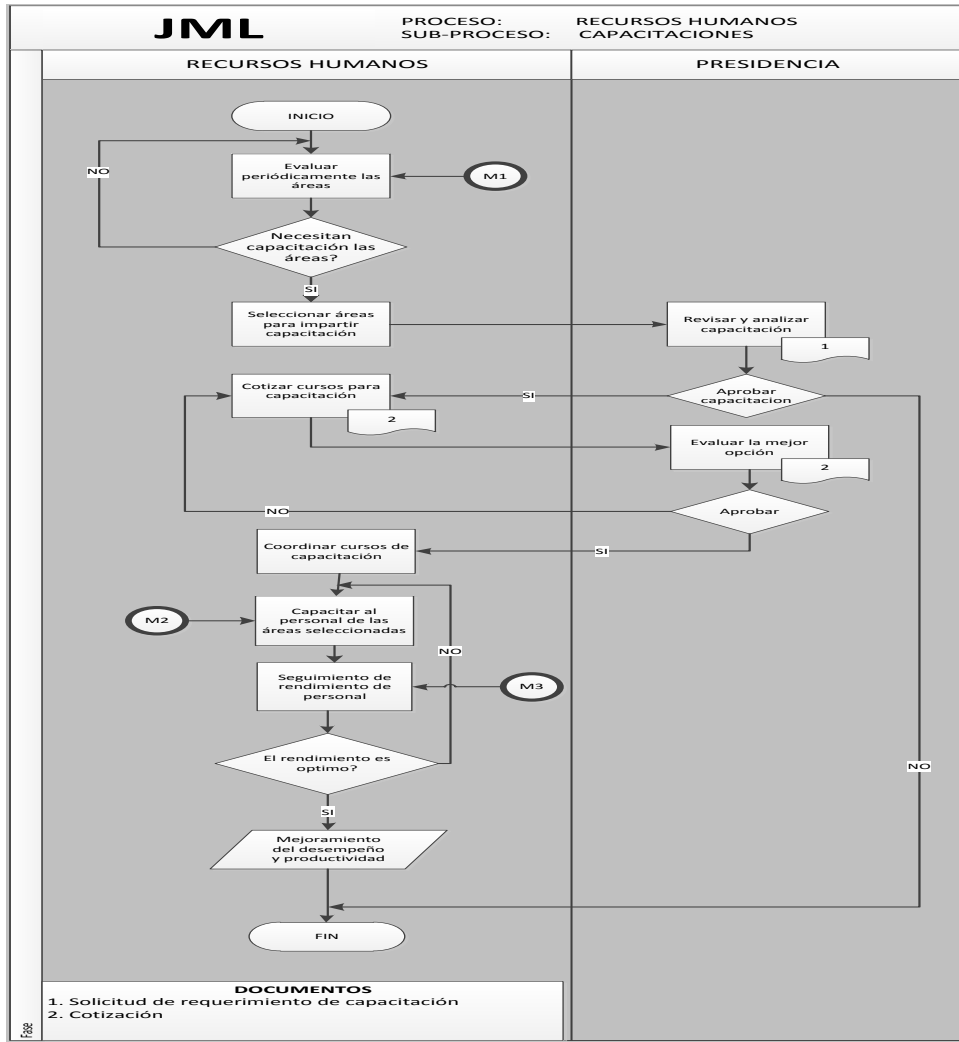 JML
PROCESO: RECURSOS HUMANOS
SUB-PROCESO: CAPACITACIONES
RECURSOS HUMANOS
PRESIDENCIA
INICIO
NO
Evaluar
periódicamente las
áreas
M1
Necesitan
capacitación las
áreas?
SI
Seleccionar áreas
para impartir
capacitación
Revisar y analizar
capacitación
1
Cotizar cursos para
capacitación
2
SI
Aprobar
capacitacion
Evaluar la mejor
opción
2
NO
Aprobar
Coordinar cursos de
capacitación
SI
M2
Capacitar al
personal de las
áreas seleccionadas
NO
Seguimiento de
rendimiento de
personal
M3
El rendimiento es
optimo?
NO
SI
Mejoramiento
del desempeño
y productividad
FIN
DOCUMENTOS
1. Solicitud de requerimiento de capacitación
2. Cotización
Fase